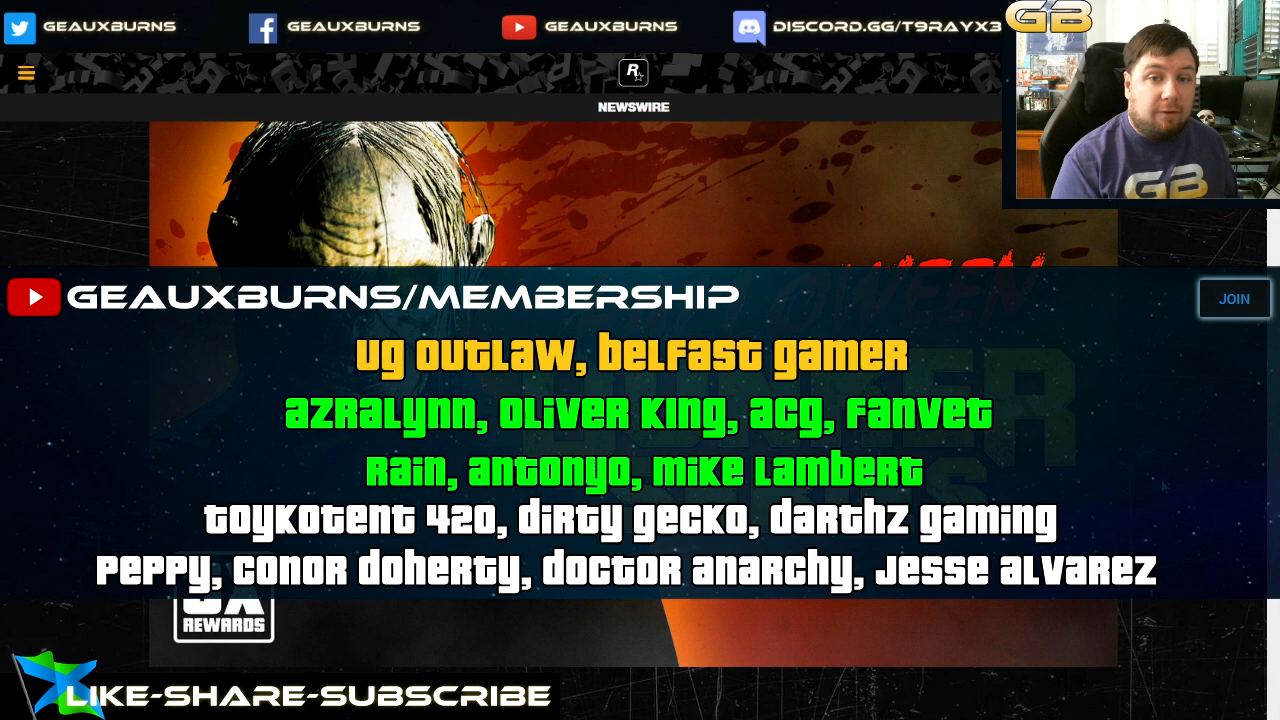 GEAUXBURNS GEAUXBURNS GEAUXBURNS DISCORD.GG/T9RAYX3
GB
R
NEWSWIRE
GB
GEAUXBURNS/MEMBERSHIP
JOIN
UG OUTLAW, BELFAST GAMER
AZRALYNN, OLIVER KING, ACG, FANVET
RAIN, ANTONYO, MIKE LAMBERT
TOYKOTENT 420, DIRTY GECKO, DARTHZ GAMING
PEPPY, CONOR DOHERTY, DOCTOR ANARCHY, JESSE ALVAREZ
REWARDS
LIKE-SHARE-SUBSCRIBE